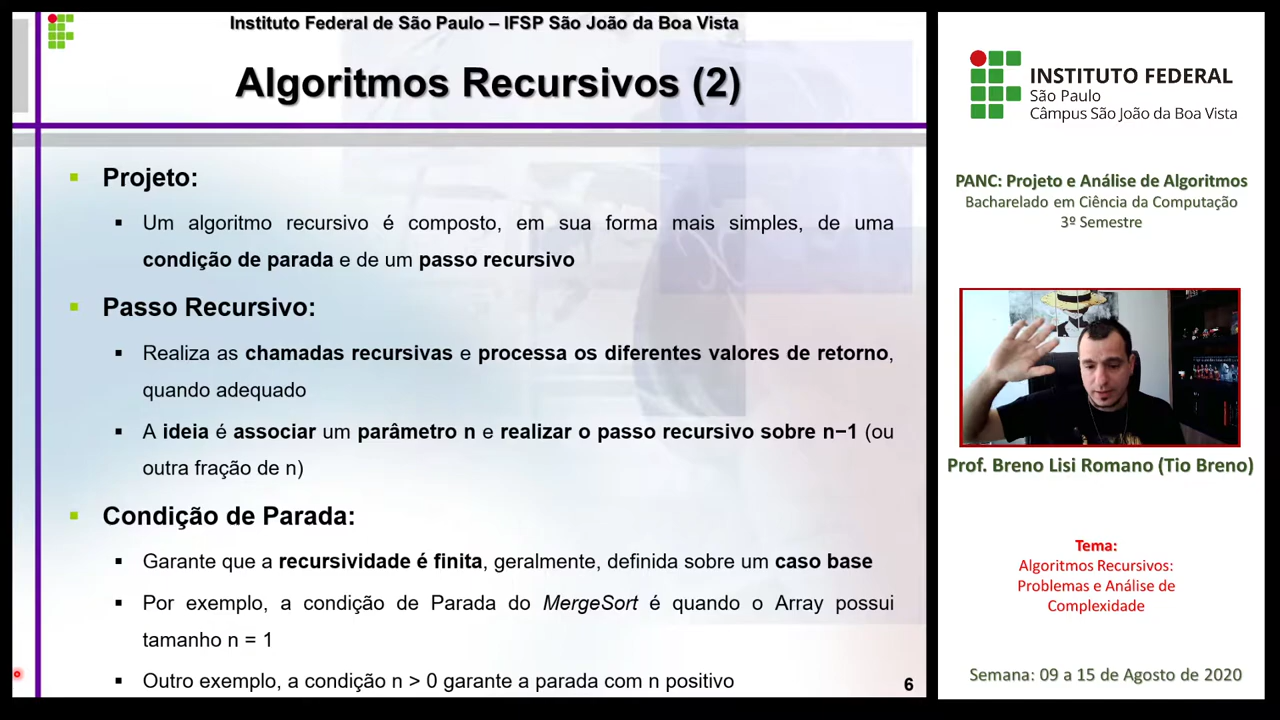 Instituto Federal de São Paulo – IFSP São João da Boa Vista
Algoritmos Recursivos (2)
Projeto:
Um algoritmo recursivo é composto, em sua forma mais simples, de uma
condição de parada e de um passo recursivo
Passo Recursivo:
Realiza as chamadas recursivas e processa os diferentes valores de retorno,
quando adequado
A ideia é associar um parâmetro n e realizar o passo recursivo sobre n−1 (ou
outra fração de n)
Condição de Parada:
Garante que a recursividade é finita, geralmente, definida sobre um caso base
Por exemplo, a condição de Parada do MergeSort é quando o Array possui
tamanho n = 1
Outro exemplo, a condição n > 0 garante a parada com n positivo
6
INSTITUTO FEDERAL
São Paulo
Câmpus São João da Boa Vista
PANC: Projeto e Análise de Algoritmos
Bacharelado em Ciência da Computação
3º Semestre
Prof. Breno Lisi Romano (Tio Breno)
Tema:
Algoritmos Recursivos:
Problemas e Análise de
Complexidade
Semana: 09 a 15 de Agosto de 2020